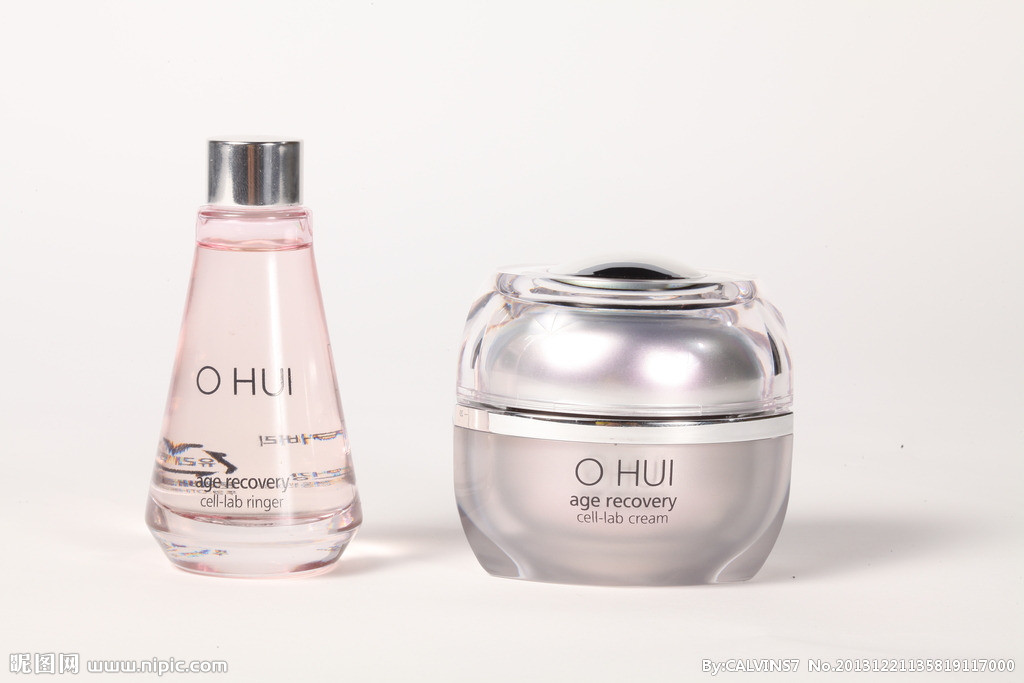 O HUI
age recovery
cell-lab ringer
O HUI
age recovery
cell-lab cream
昵图网 www.nipic.com
By:CALVINS7 No.20131221135819117000